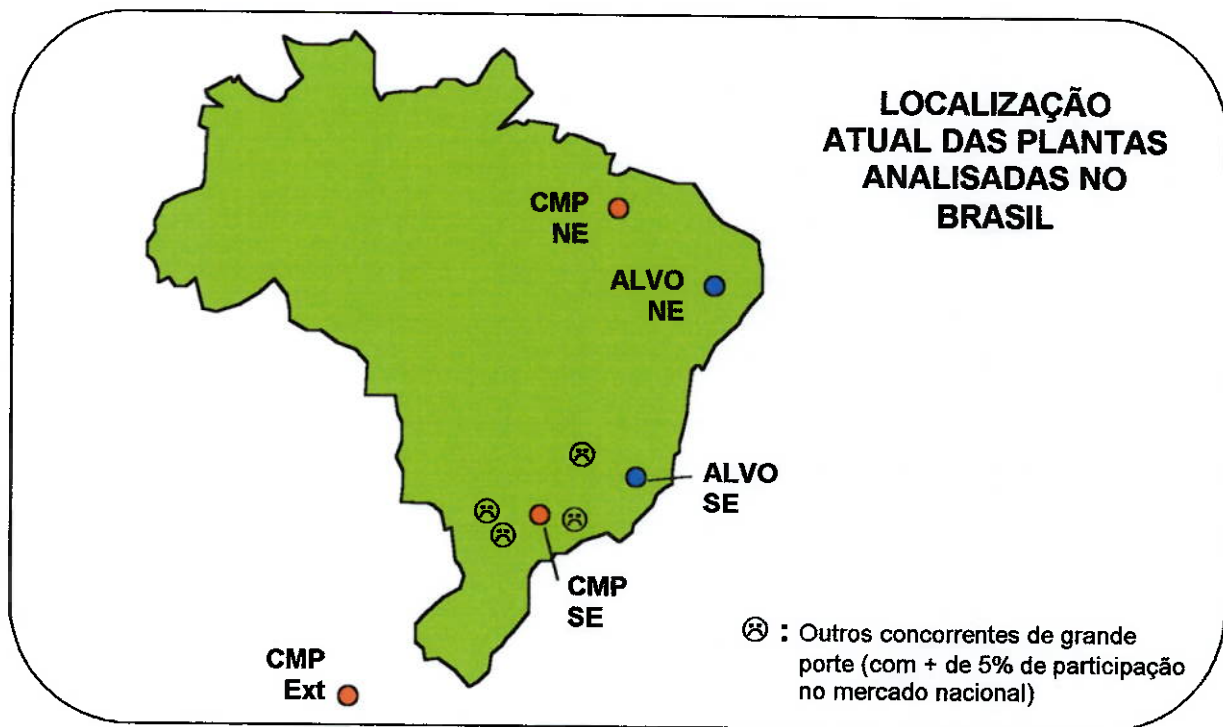 LOCALIZAÇÃO
ATUAL DAS PLANTAS
ANALISADAS NO
BRASIL
CMP
NE
ALVO
NE
ALVO
SE
CMP
SE
CMP
Ext
: Outros concorrentes de grande
porte (com + de 5% de participação
no mercado nacional)